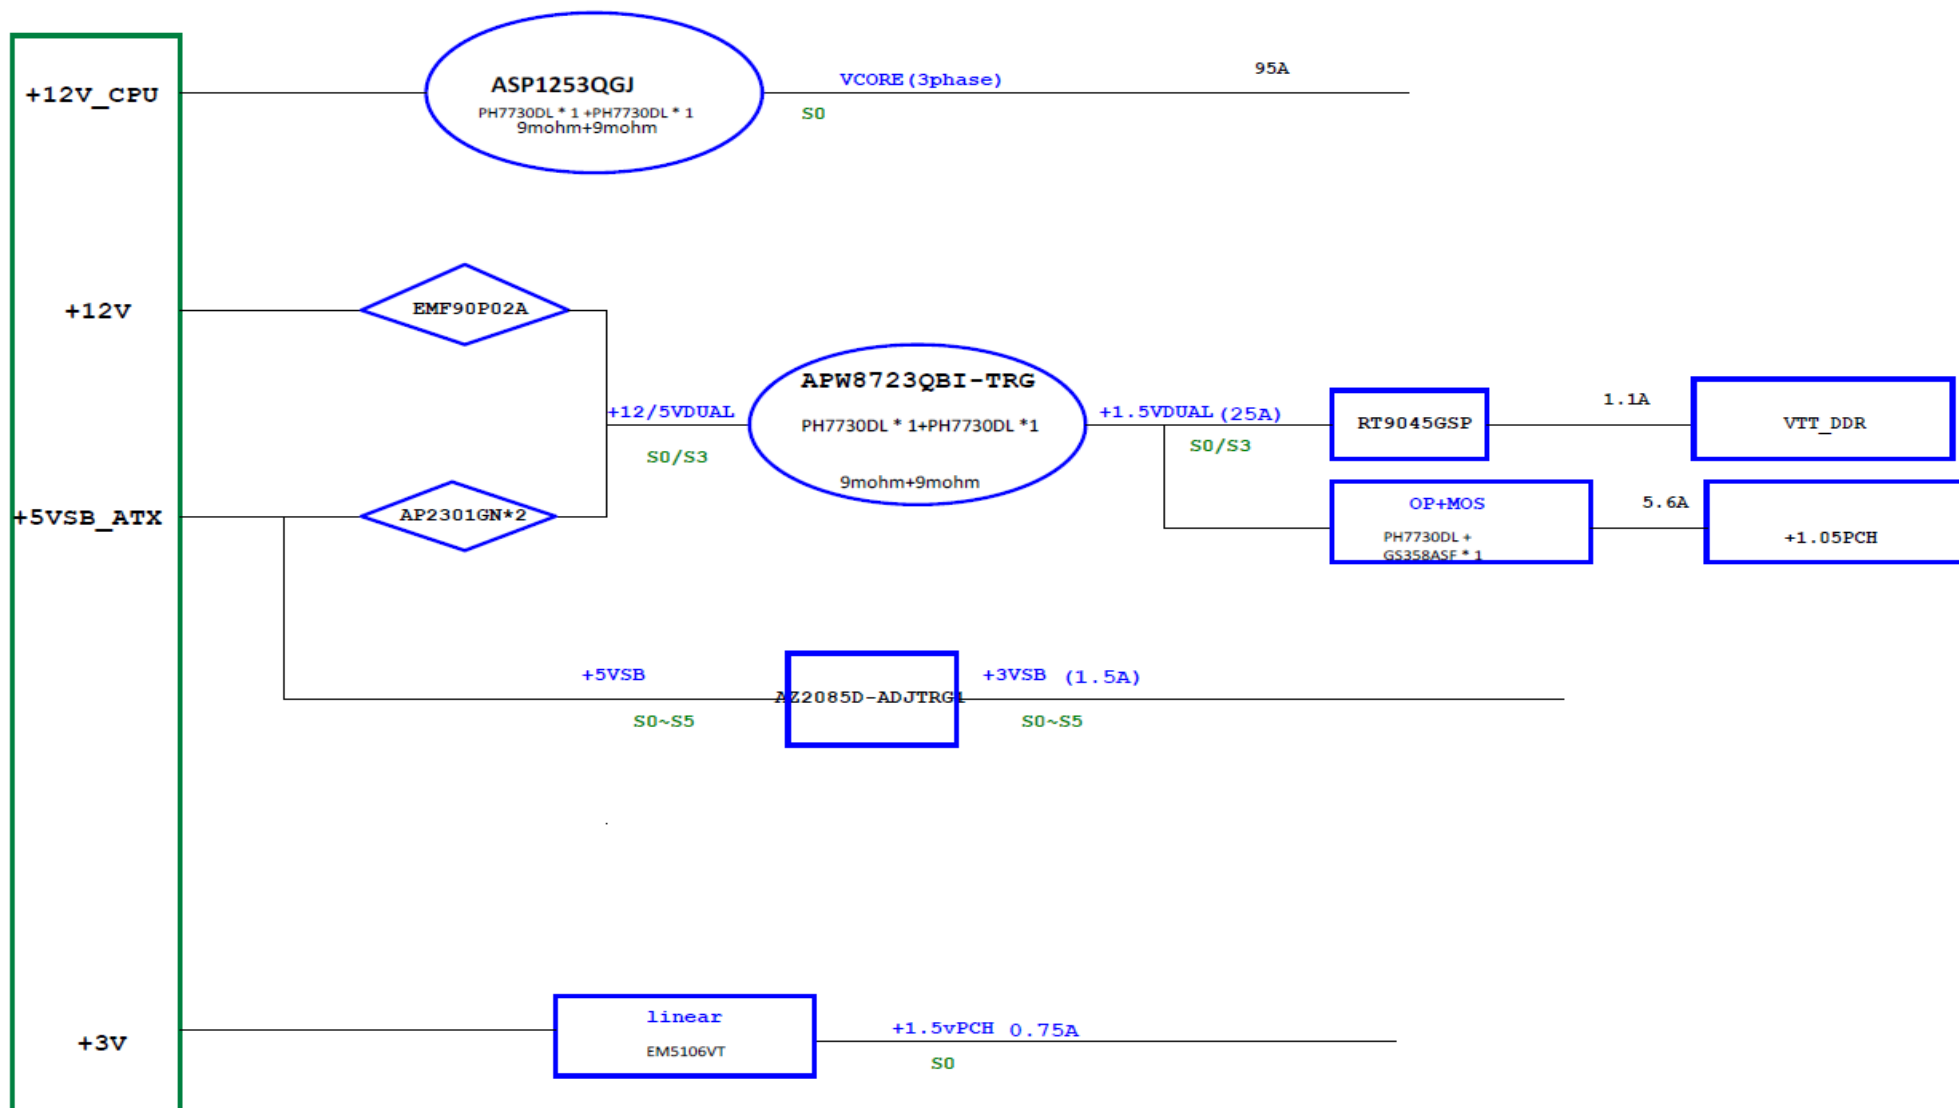 +12V_CPU
ASP1253QGJ
PH7730DL * 1 +PH7730DL * 1
9mohm+9mohm
VCORE(3phase)
S0
95A
+12V
EMF90P02A
+12/5VDUAL
S0/S3
APW8723QBI-TRG
PH7730DL * 1+PH7730DL *1
9mohm+9mohm
+1.5VDUAL (25A)
S0/S3
RT9045GSP
1.1A
VTT_DDR
+5VSB_ATX
AP2301GN*2
OP+MOS
PH7730DL +
GS358ASF * 1
5.6A
+1.05PCH
+5VSB
S0~S5
AZ2085D-ADJTRG1
+3VSB (1.5A)
S0~S5
+3V
linear
EM5106VT
+1.5vPCH 0.75A
S0